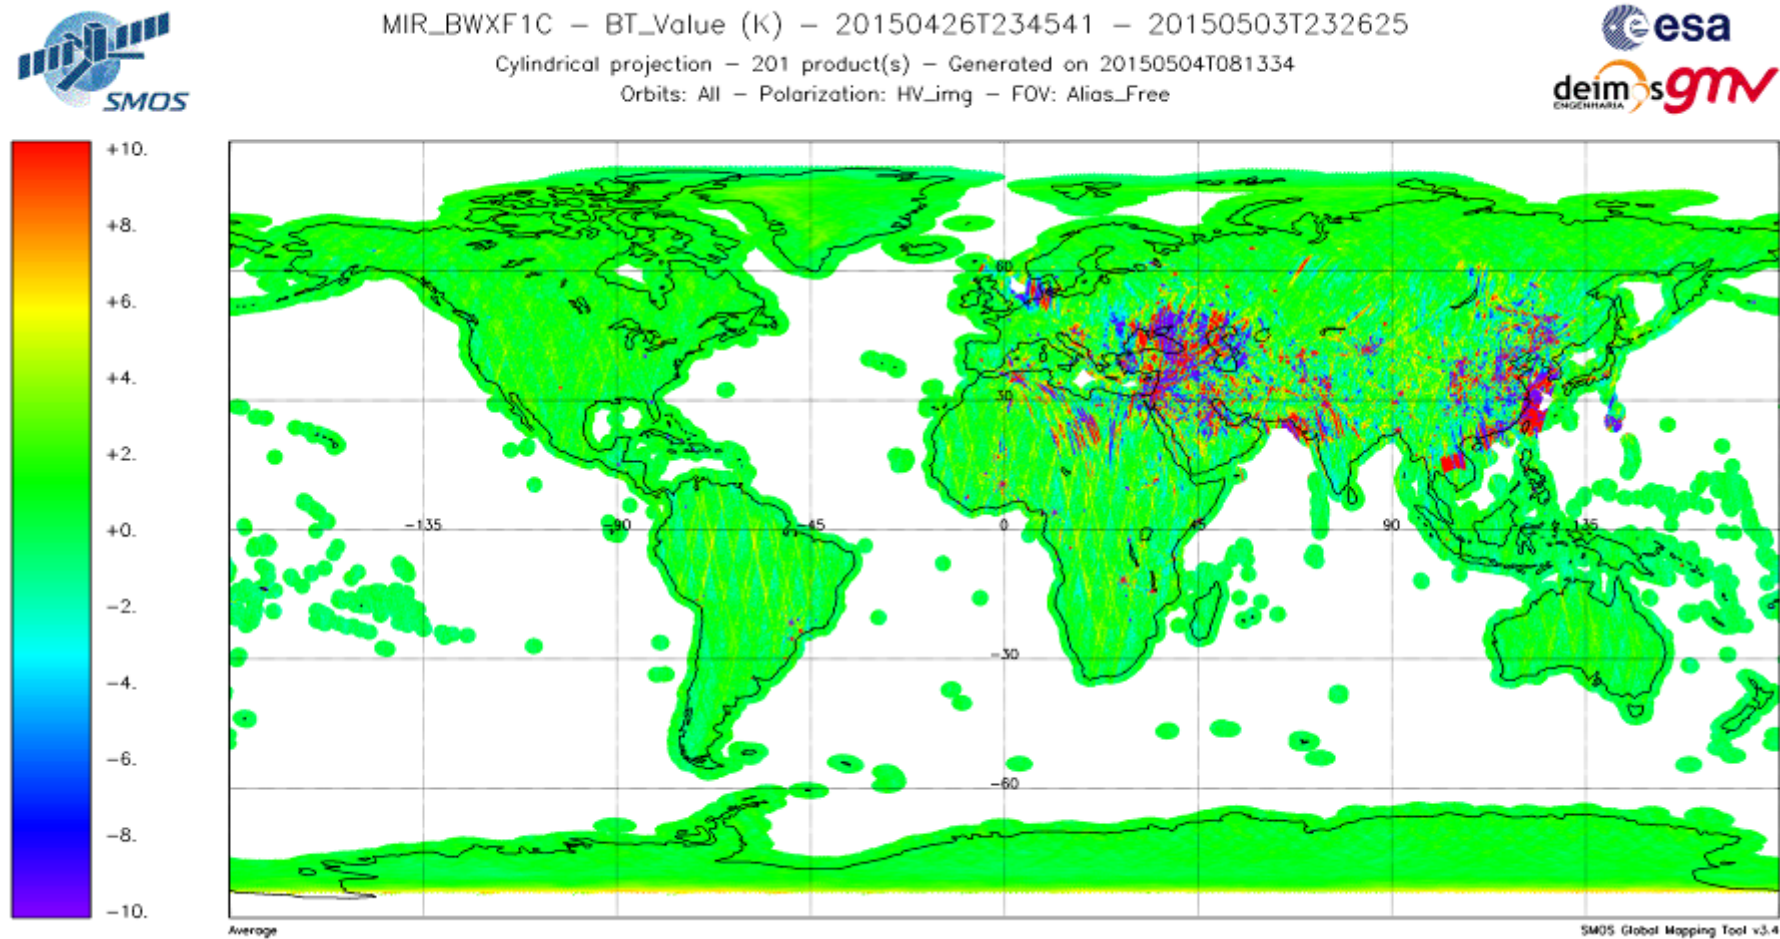 SMOS
MIR_BWXF1C – BT_Value (K) – 20150426T234541 – 20150503T232625
Cylindrical projection – 201 product(s) – Generated on 20150504T081334
Orbits: All – Polarization: HV_img – FOV: Alias_Free
esa
deimos gmv
ENGENHARIA
+10.
+8.
+6.
+4.
+2.
+0.
−2.
−4.
−6.
−8.
−10.
60
30
−135 −90 −45 0 45 90 135
−30
−60
Average
SMOS Global Mapping Tool v3.4